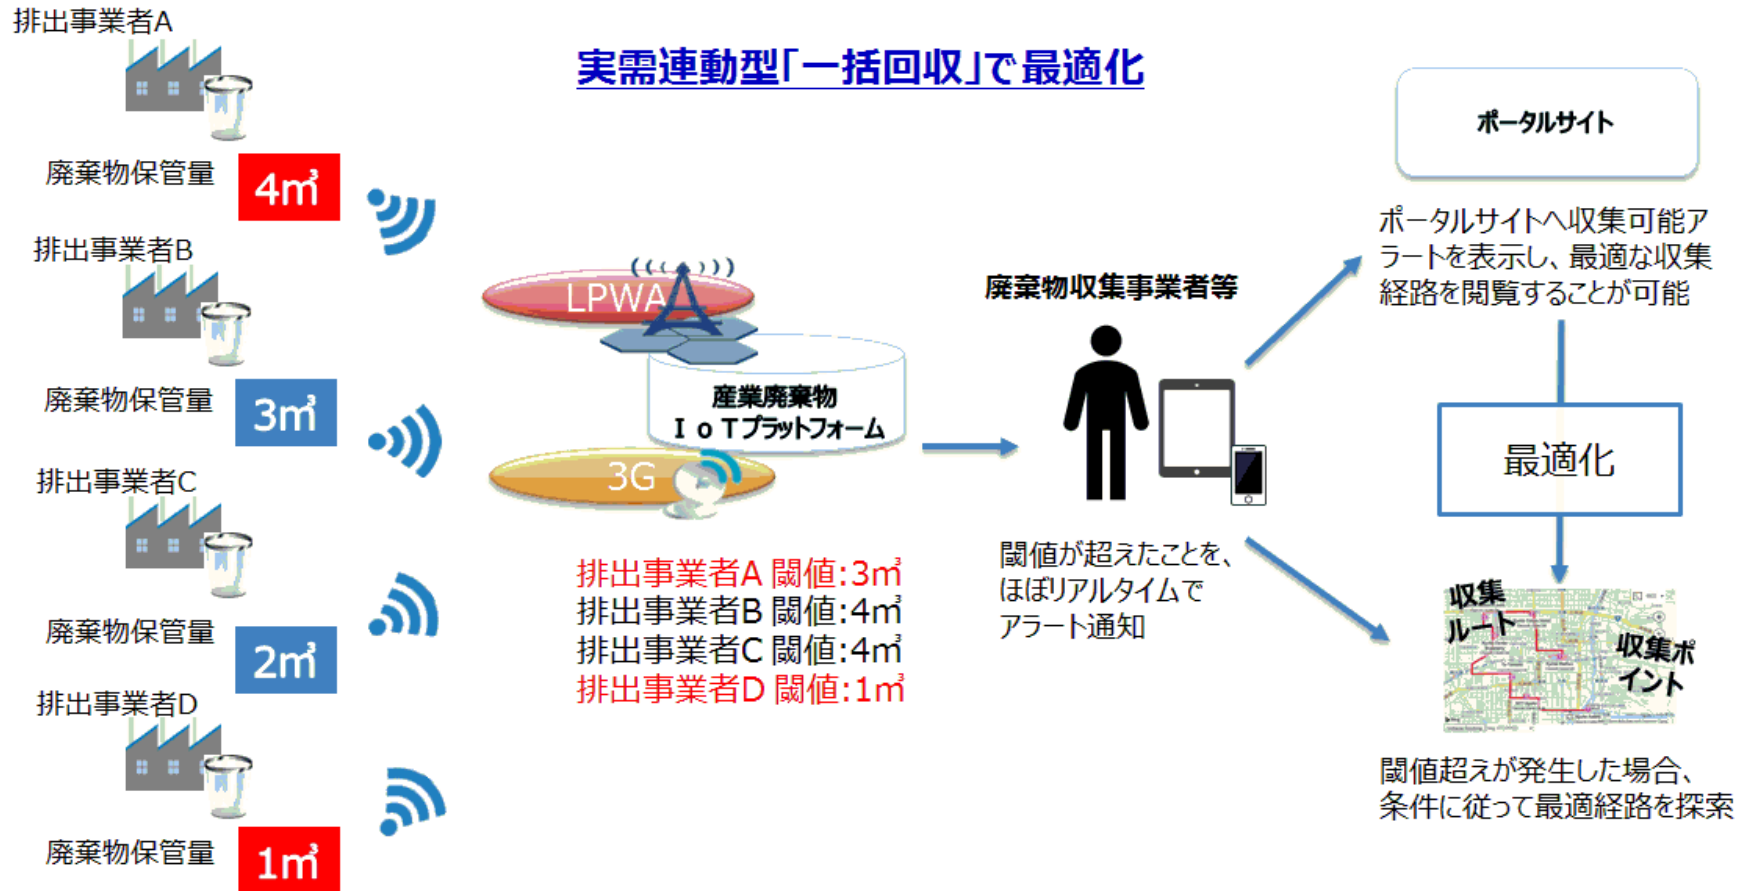 実需連動型「一括回収」で最適化
排出事業者A
廃棄物保管量
4㎥
排出事業者B
廃棄物保管量
3㎥
排出事業者C
廃棄物保管量
2㎥
排出事業者D
廃棄物保管量
1㎥
LPWA
産業廃棄物
ＩｏＴプラットフォーム
3G
排出事業者A 閾値:3㎥
排出事業者B 閾値:4㎥
排出事業者C 閾値:4㎥
排出事業者D 閾値:1㎥
廃棄物収集事業者等
閾値が超えたことを、
ほぼリアルタイムで
アラート通知
ポータルサイト
ポータルサイトへ収集可能ア
ラートを表示し、最適な収集
経路を閲覧することが可能
最適化
収集
ルート
収集ポ
イント
閾値超えが発生した場合、
条件に従って最適経路を探索